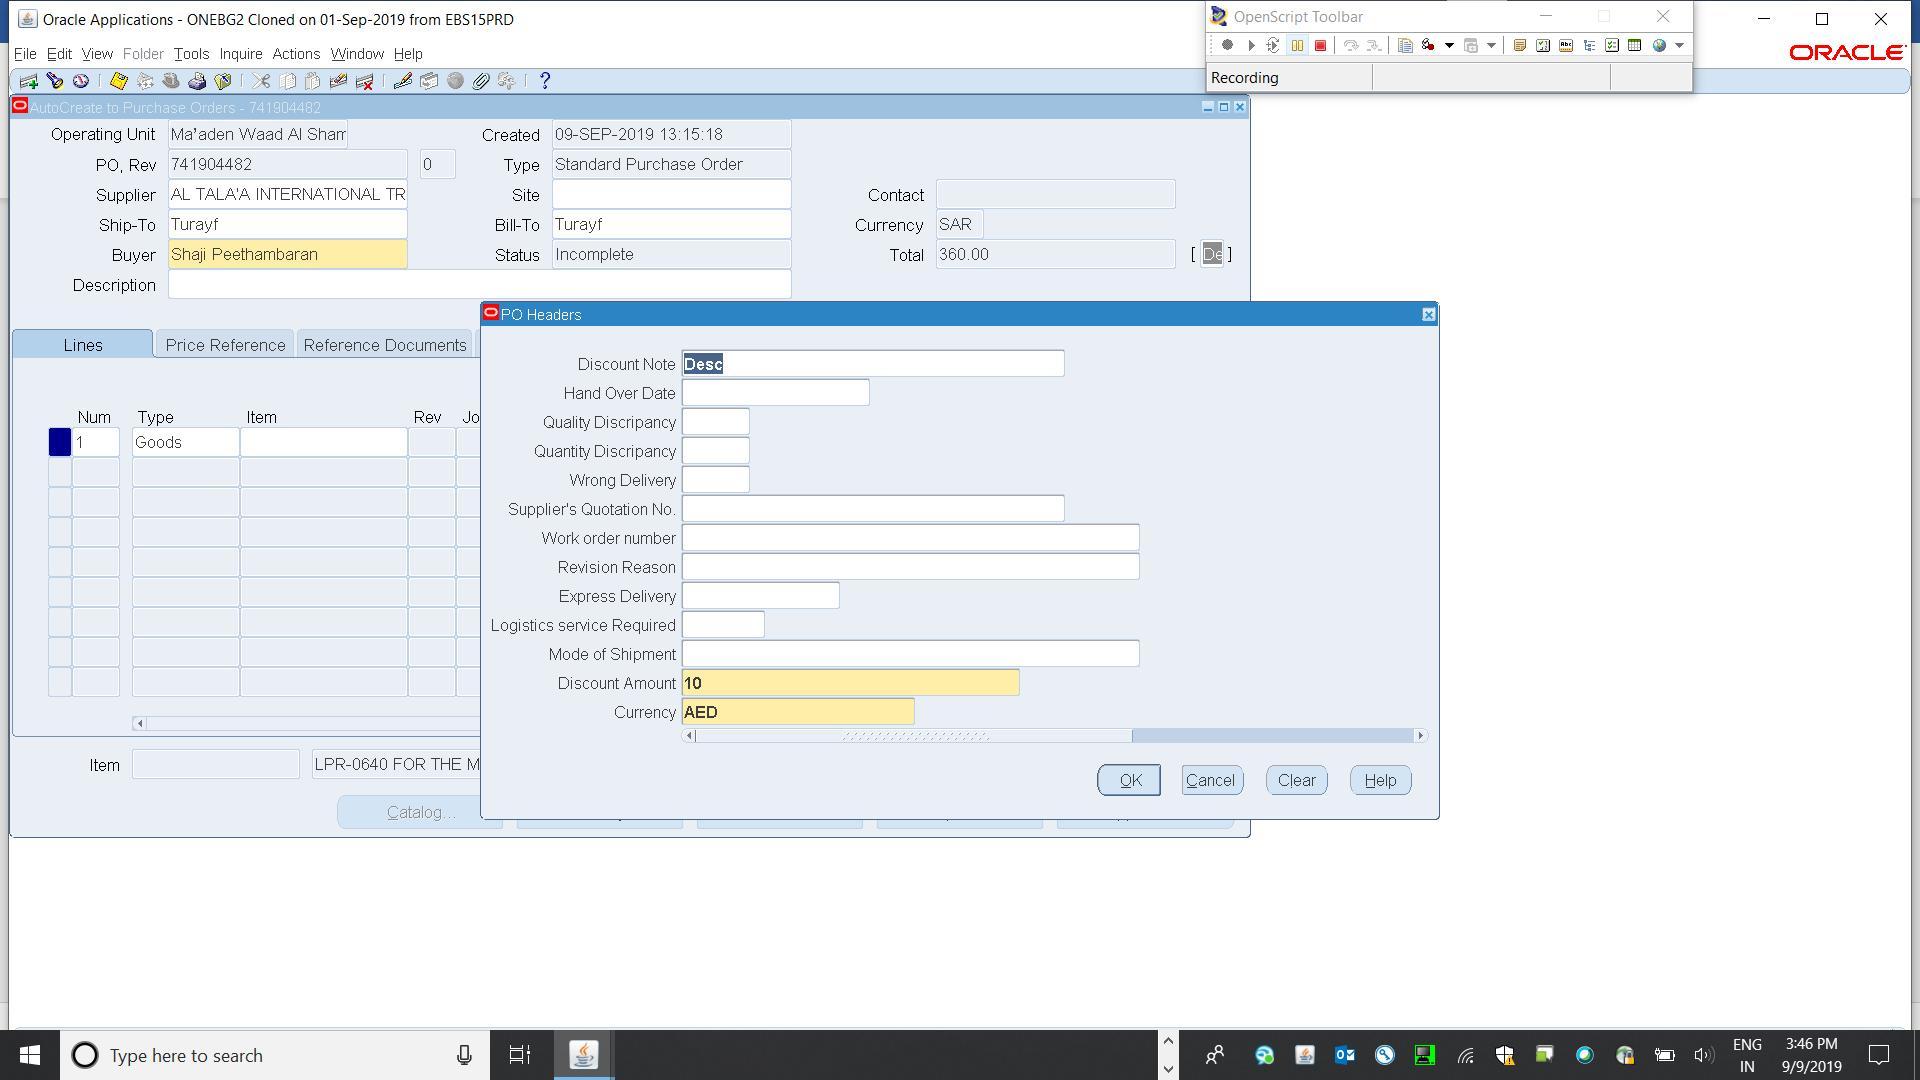 Oracle Applications - ONEBG2 Cloned on 01-Sep-2019 from EBS15PRD
OpenScript Toolbar
File Edit View Folder Tools Inquire Actions Window Help
ORACLE
Recording
AutoCreate to Purchase Orders - 741904482
Operating Unit Ma'aden Waad Al Sham Created 09-SEP-2019 13:15:18
PO, Rev 741904482 0 Type Standard Purchase Order
Supplier AL TALA'A INTERNATIONAL TR Site Contact
Ship-To Turayf Bill-To Turayf Currency SAR
Buyer Shaji Peethambaran Status Incomplete Total 360.00 [ De ]
Description
PO Headers
Lines Price Reference Reference Documents
Discount Note Desc
Hand Over Date
Num Type Item Rev Jo
Quality Discripancy
1 Goods
Quantity Discripancy
Wrong Delivery
Supplier's Quotation No.
Work order number
Revision Reason
Express Delivery
Logistics service Required
Mode of Shipment
Discount Amount 10
Currency AED
Item LPR-0640 FOR THE M
OK Cancel Clear Help
Catalog...
Type here to search
ENG
IN
3:46 PM
9/9/2019